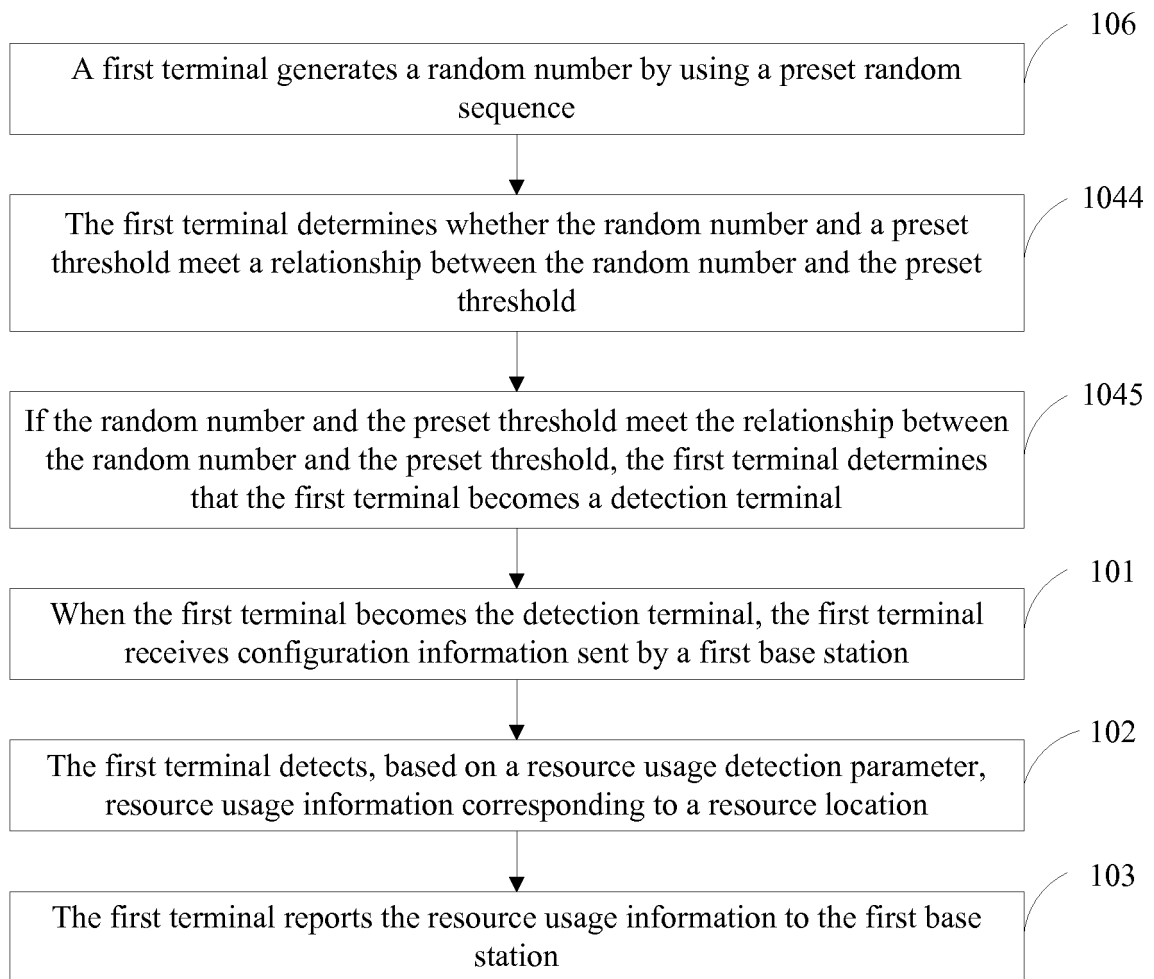 106
A first terminal generates a random number by using a preset random
sequence
1044
The first terminal determines whether the random number and a preset
threshold meet a relationship between the random number and the preset
threshold
1045
If the random number and the preset threshold meet the relationship between
the random number and the preset threshold, the first terminal determines
that the first terminal becomes a detection terminal
101
When the first terminal becomes the detection terminal, the first terminal
receives configuration information sent by a first base station
102
The first terminal detects, based on a resource usage detection parameter,
resource usage information corresponding to a resource location
103
The first terminal reports the resource usage information to the first base
station